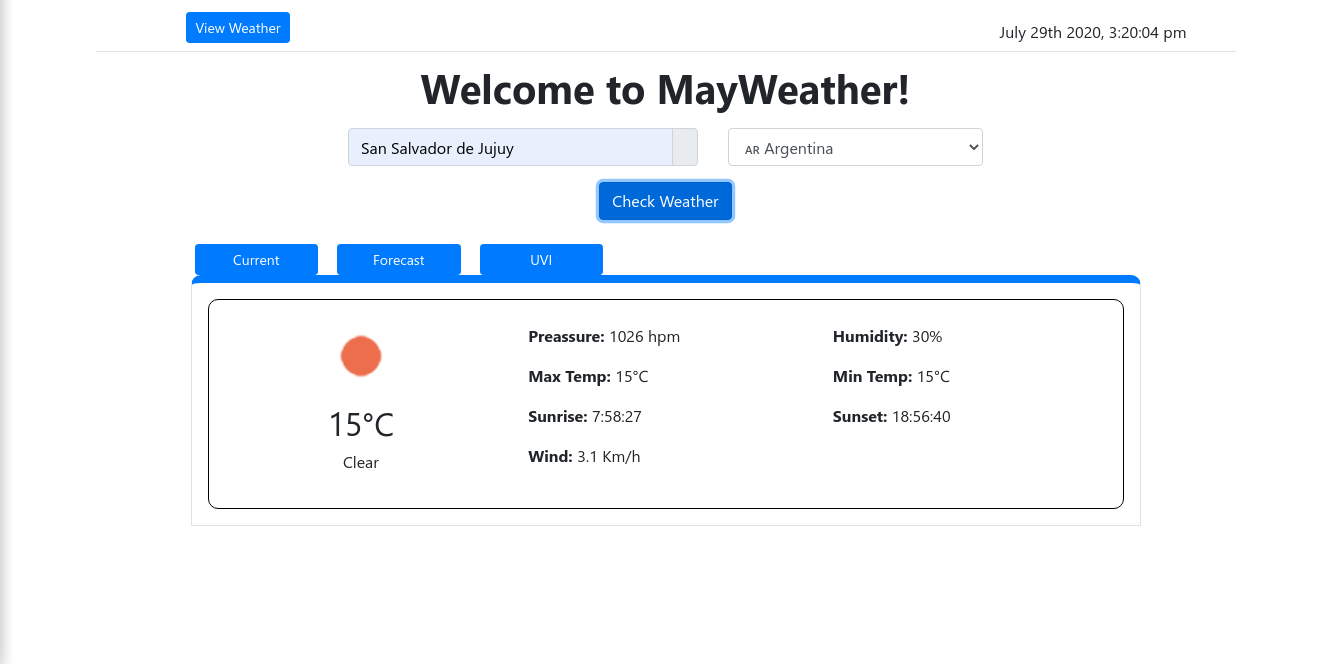 View Weather
July 29th 2020, 3:20:04 pm
Welcome to MayWeather!
San Salvador de Jujuy
AR Argentina
Check Weather
Current
Forecast
UVI
Preassure: 1026 hpm
Humidity: 30%
Max Temp: 15°C
Min Temp: 15°C
15°C
Sunrise: 7:58:27
Sunset: 18:56:40
Clear
Wind: 3.1 Km/h